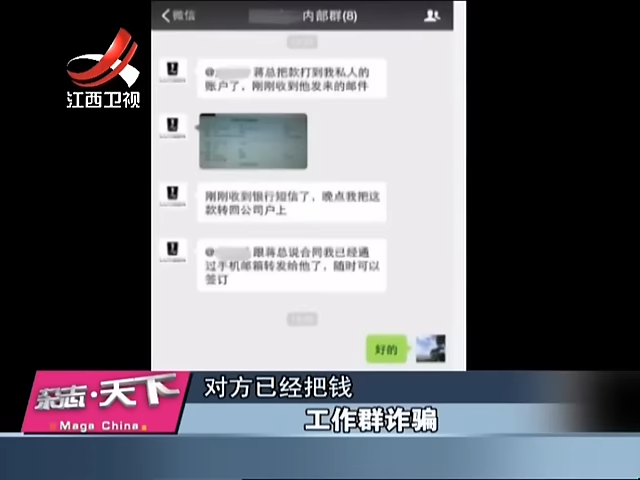 微信
内部群(8)
江西卫视
@ 蒋总把款打到我私人的
账户了，刚刚收到他发来的邮件
刚刚收到银行短信了，晚点我把这
款转回公司户上
@ 跟蒋总说合同我已经通
过手机邮箱转发给他了，随时可以
签订
好的
杂志·天下
Maga China
对方已经把钱
工作群诈骗